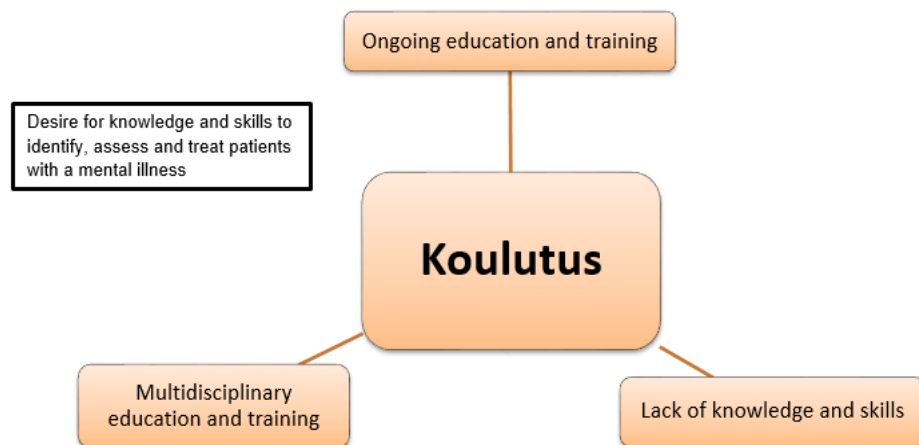 Ongoing education and training
Desire for knowledge and skills to
identify, assess and treat patients
with a mental illness
Koulutus
Multidisciplinary
education and training
Lack of knowledge and skills